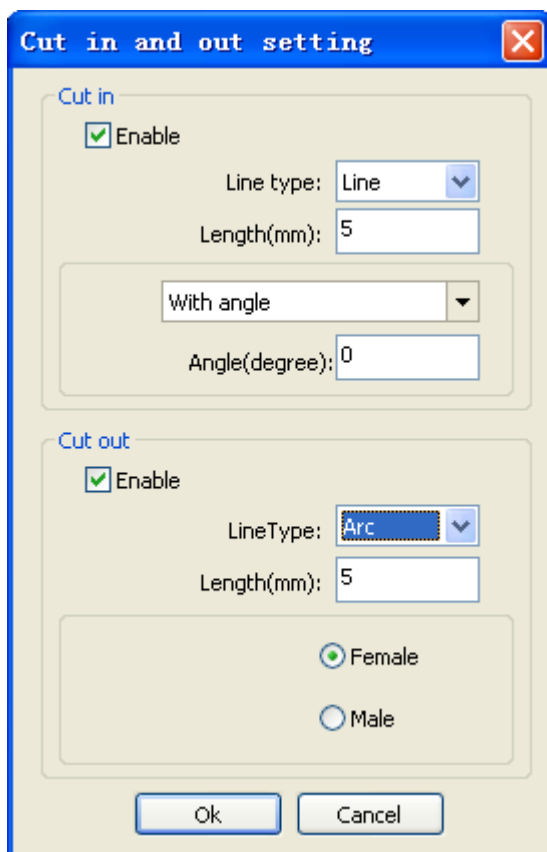 Cut in and out setting
Cut in
Enable
Line type: Line
Length(mm): 5
With angle
Angle(degree): 0
Cut out
Enable
LineType: Arc
Length(mm): 5
Female
Male
Ok Cancel